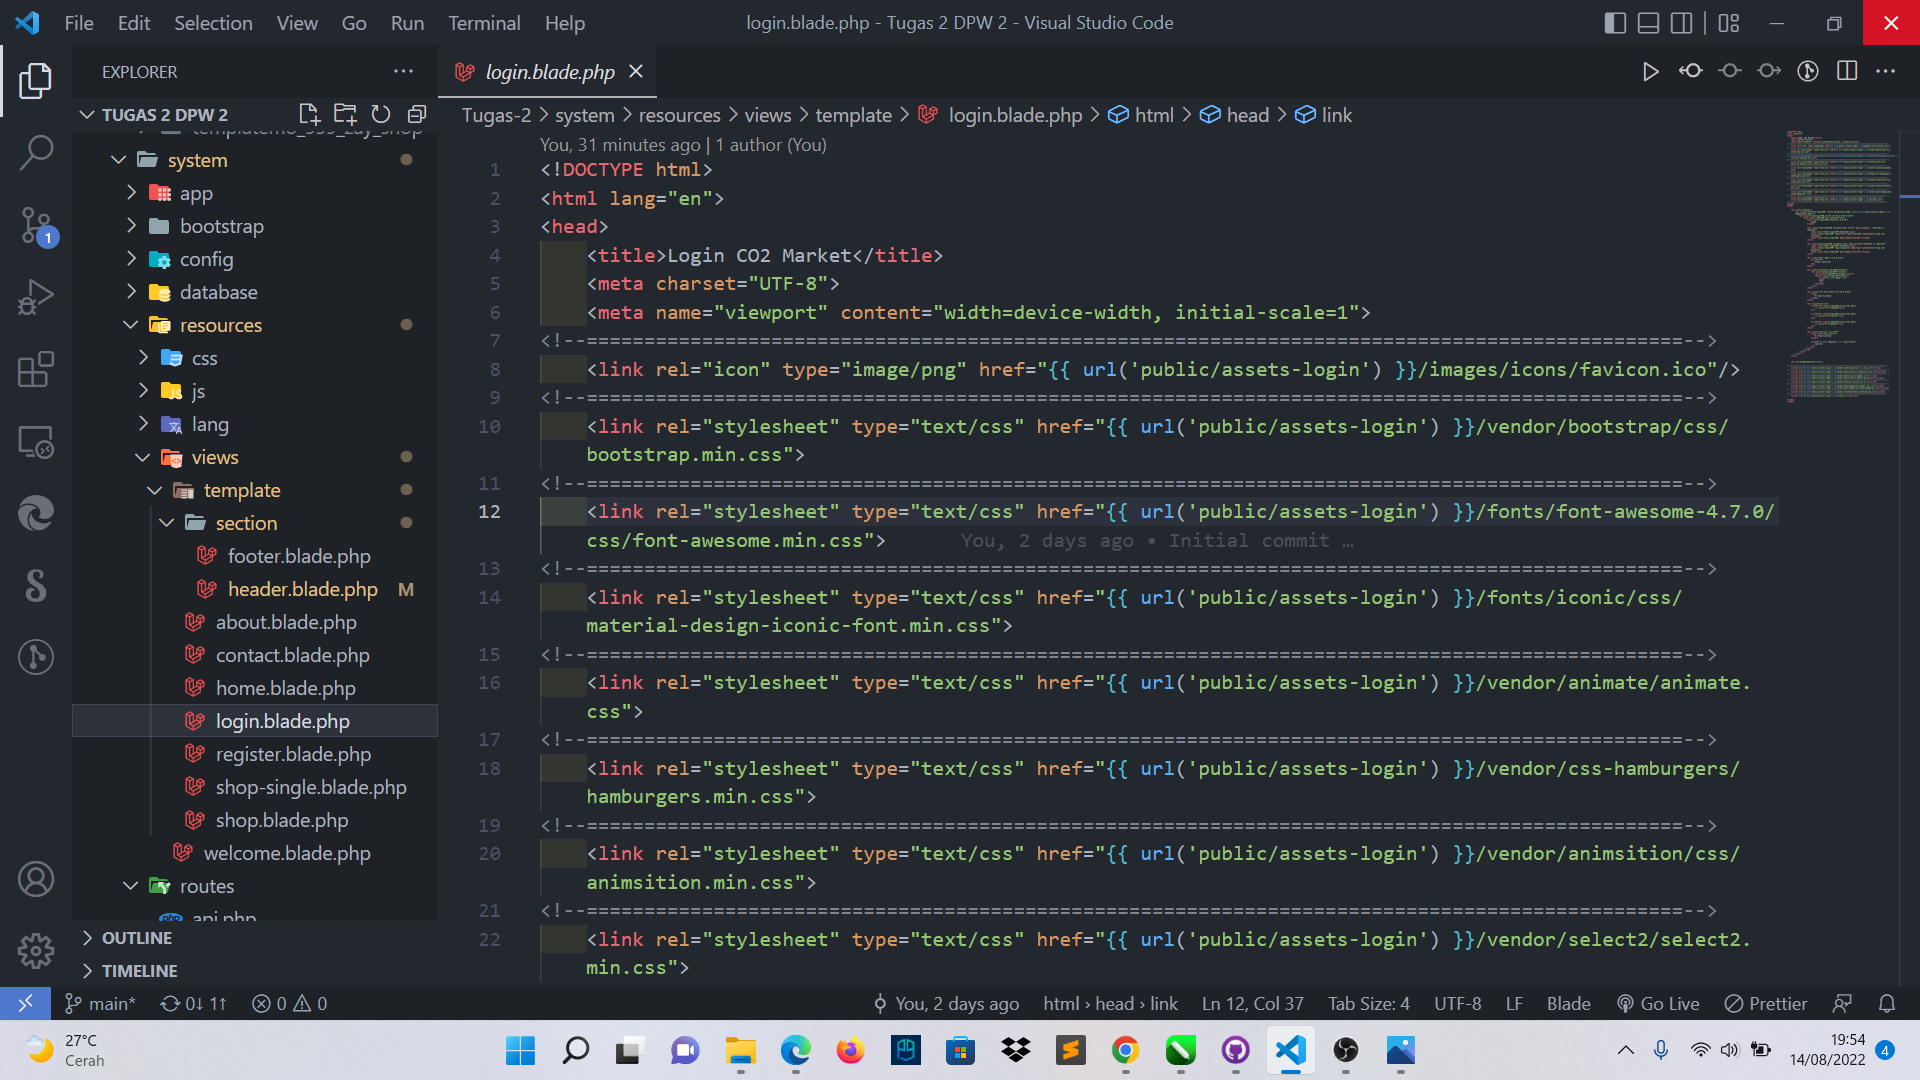 File Edit Selection View Go Run Terminal Help
login.blade.php - Tugas 2 DPW 2 - Visual Studio Code
EXPLORER
login.blade.php
TUGAS 2 DPW 2
Tugas-2 > system > resources > views > template > login.blade.php > html > head > link
system
app
bootstrap
config
database
resources
css
js
lang
views
template
section
footer.blade.php
header.blade.php M
about.blade.php
contact.blade.php
home.blade.php
login.blade.php
register.blade.php
shop-single.blade.php
shop.blade.php
welcome.blade.php
routes
api.php
OUTLINE
TIMELINE
You, 31 minutes ago | 1 author (You)
1 <!DOCTYPE html>
2 <html lang="en">
3 <head>
4 <title>Login CO2 Market</title>
5 <meta charset="UTF-8">
6 <meta name="viewport" content="width=device-width, initial-scale=1">
7 <!--===============================================================================================-->
8 <link rel="icon" type="image/png" href="{{ url('public/assets-login') }}/images/icons/favicon.ico"/>
9 <!--===============================================================================================-->
10 <link rel="stylesheet" type="text/css" href="{{ url('public/assets-login') }}/vendor/bootstrap/css/
bootstrap.min.css">
11 <!--===============================================================================================-->
12 <link rel="stylesheet" type="text/css" href="{{ url('public/assets-login') }}/fonts/font-awesome-4.7.0/
css/font-awesome.min.css"> You, 2 days ago • Initial commit …
13 <!--===============================================================================================-->
14 <link rel="stylesheet" type="text/css" href="{{ url('public/assets-login') }}/fonts/iconic/css/
material-design-iconic-font.min.css">
15 <!--===============================================================================================-->
16 <link rel="stylesheet" type="text/css" href="{{ url('public/assets-login') }}/vendor/animate/animate.
css">
17 <!--===============================================================================================-->
18 <link rel="stylesheet" type="text/css" href="{{ url('public/assets-login') }}/vendor/css-hamburgers/
hamburgers.min.css">
19 <!--===============================================================================================-->
20 <link rel="stylesheet" type="text/css" href="{{ url('public/assets-login') }}/vendor/animsition/css/
animsition.min.css">
21 <!--===============================================================================================-->
22 <link rel="stylesheet" type="text/css" href="{{ url('public/assets-login') }}/vendor/select2/select2.
min.css">
1
main* 0↓ 1↑ 0 0
You, 2 days ago html › head › link Ln 12, Col 37 Tab Size: 4 UTF-8 LF Blade Go Live Prettier
27°C
Cerah
19:54
14/08/2022
4